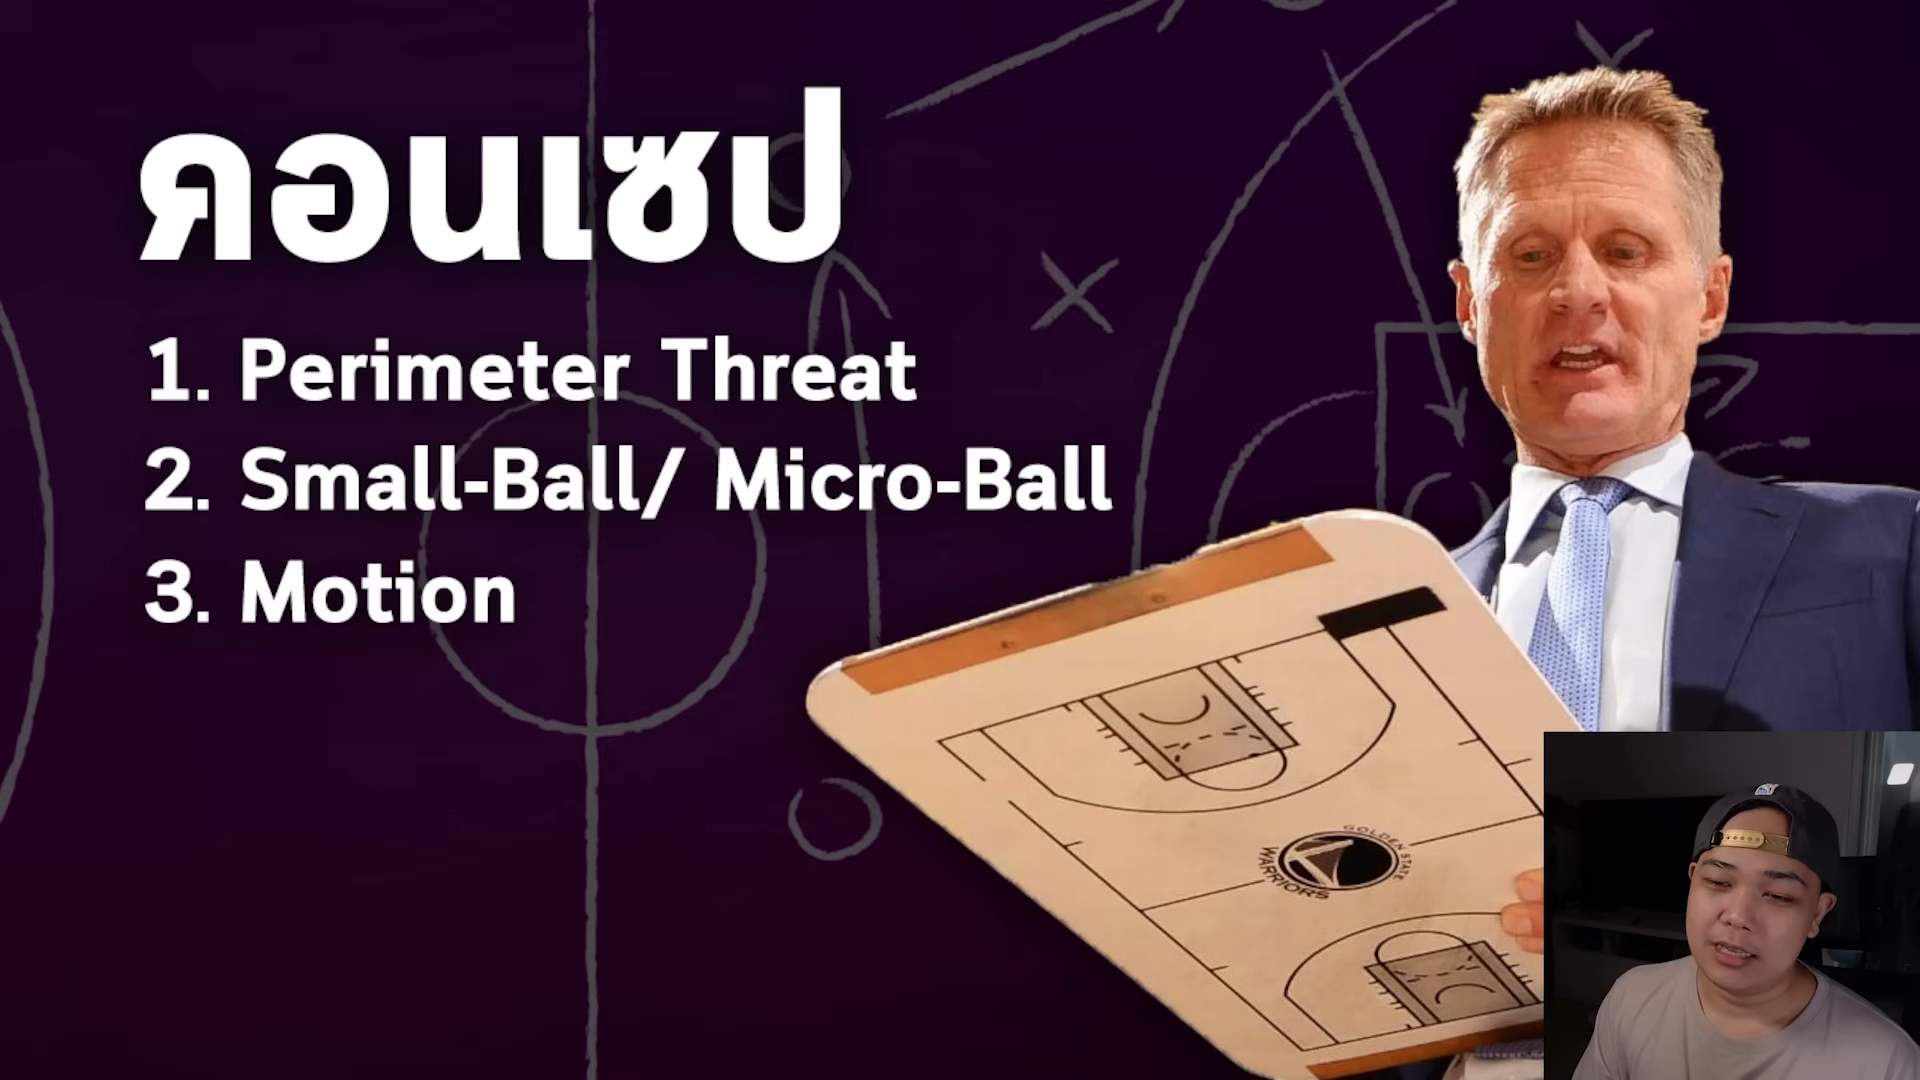 คอนเซป
1. Perimeter Threat
2. Small-Ball/ Micro-Ball
3. Motion
GOLDEN STATE
WARRIORS